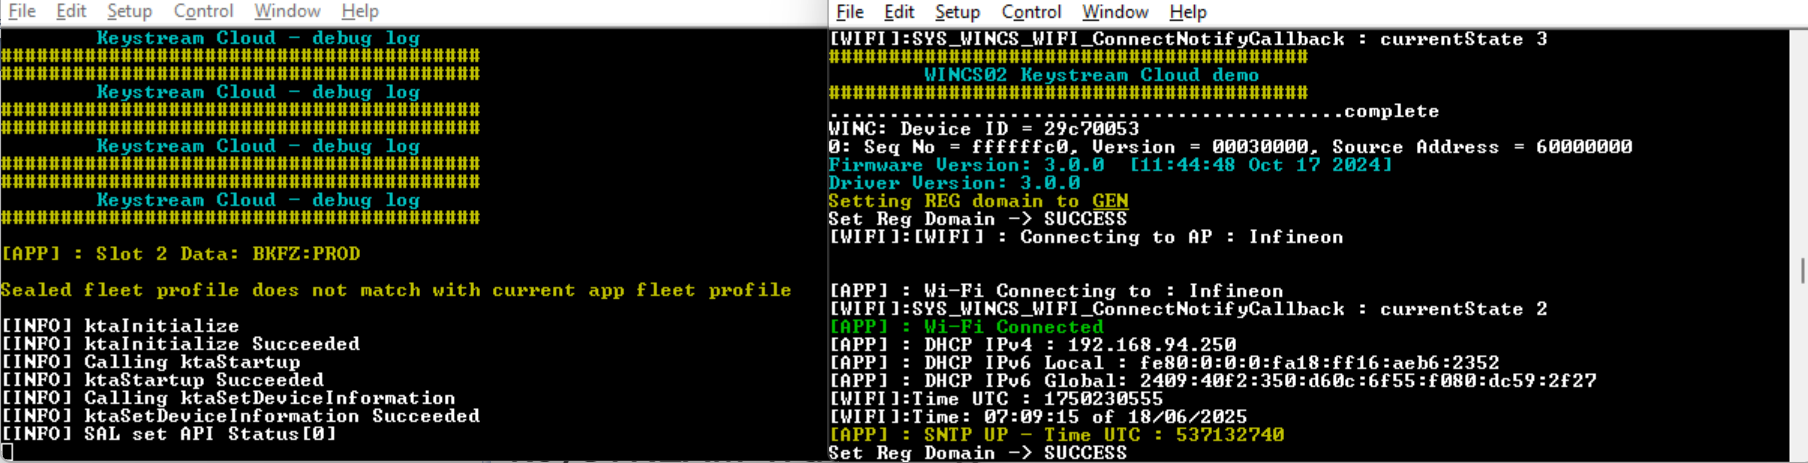 File Edit Setup Control Window Help
Keystream Cloud - debug log
########################################
########################################
Keystream Cloud - debug log
########################################
########################################
Keystream Cloud - debug log
########################################
########################################
Keystream Cloud - debug log
########################################
[APP] : Slot 2 Data: BKFZ:PROD
Sealed fleet profile does not match with current app fleet profile
[INFO] ktaInitialize
[INFO] ktaInitialize Succeeded
[INFO] Calling ktaStartup
[INFO] ktaStartup Succeeded
[INFO] Calling ktaSetDeviceInformation
[INFO] ktaSetDeviceInformation Succeeded
[INFO] SAL set API Status[0]
File Edit Setup Control Window Help
[WIFI]:SYS_WINCS_WIFI_ConnectNotifyCallback : currentState 3
########################################
WINCS02 Keystream Cloud demo
########################################
...........................................complete
WINC: Device ID = 29c70053
0: Seq No = ffffffc0, Version = 00030000, Source Address = 60000000
Firmware Version: 3.0.0 [11:44:48 Oct 17 2024]
Driver Version: 3.0.0
Setting REG domain to GEN
Set Reg Domain -> SUCCESS
[WIFI]:[WIFI] : Connecting to AP : Infineon
[APP] : Wi-Fi Connecting to : Infineon
[WIFI]:SYS_WINCS_WIFI_ConnectNotifyCallback : currentState 2
[APP] : Wi-Fi Connected
[APP] : DHCP IPv4 : 192.168.94.250
[APP] : DHCP IPv6 Local : fe80:0:0:0:fa18:ff16:aeb6:2352
[APP] : DHCP IPv6 Global: 2409:40f2:350:d60c:6f55:f080:dc59:2f27
[WIFI]:Time UTC : 1750230555
[WIFI]:Time: 07:09:15 of 18/06/2025
[APP] : SNTP UP - Time UTC : 537132740
Set Reg Domain -> SUCCESS